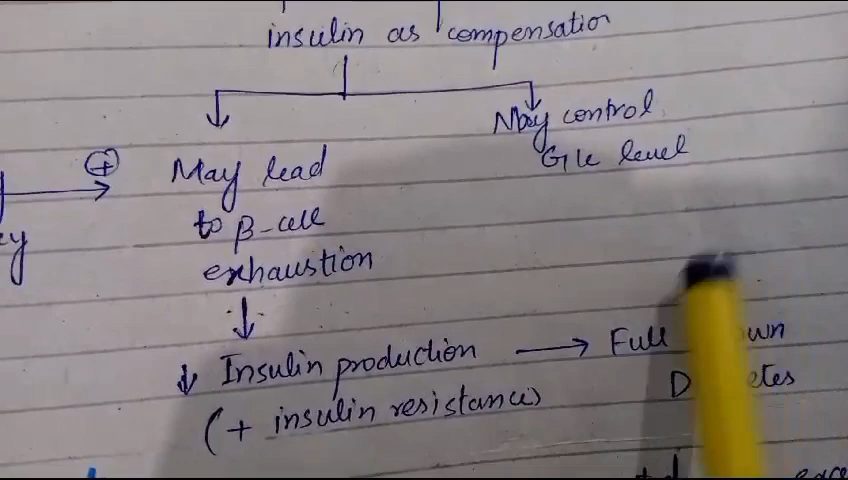 insulin as compensation
May lead
to β-cell
exhaustion
May control
Glc level
↓ Insulin production → Full
(+ insulin resistance)